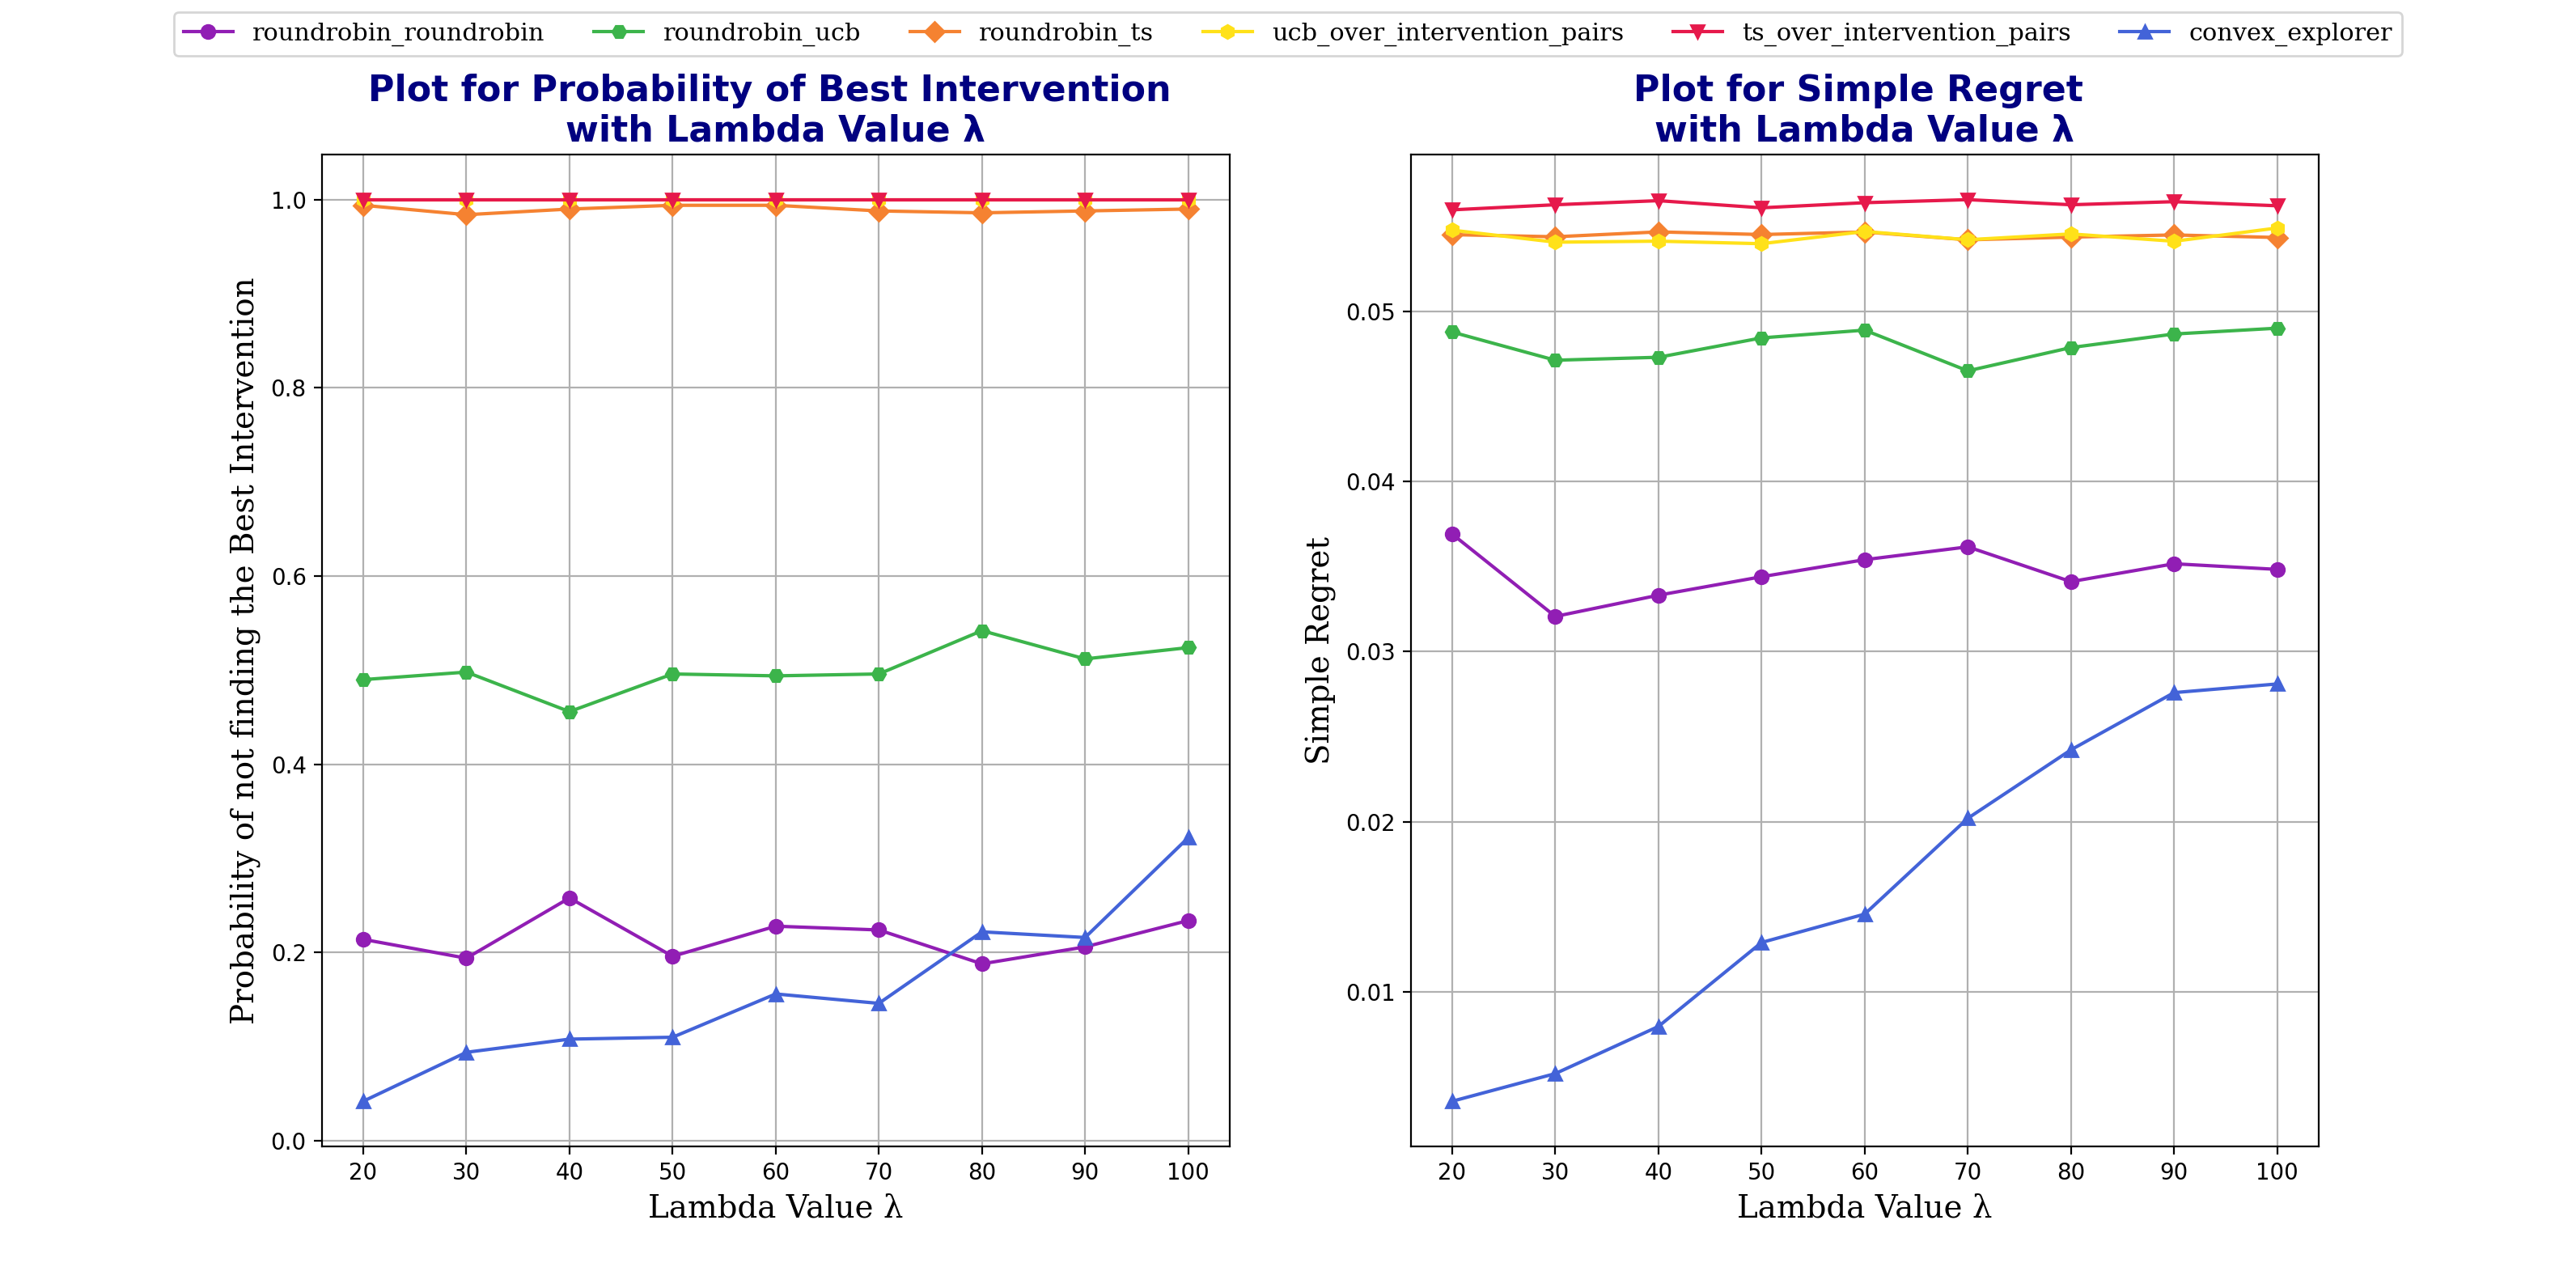 roundrobin_roundrobin roundrobin_ucb roundrobin_ts ucb_over_intervention_pairs ts_over_intervention_pairs convex_explorer
Plot for Probability of Best Intervention
with Lambda Value λ
Probability of not finding the Best Intervention
1.0
0.8
0.6
0.4
0.2
0.0
20 30 40 50 60 70 80 90 100
Lambda Value λ
Plot for Simple Regret
with Lambda Value λ
Simple Regret
0.05
0.04
0.03
0.02
0.01
20 30 40 50 60 70 80 90 100
Lambda Value λ